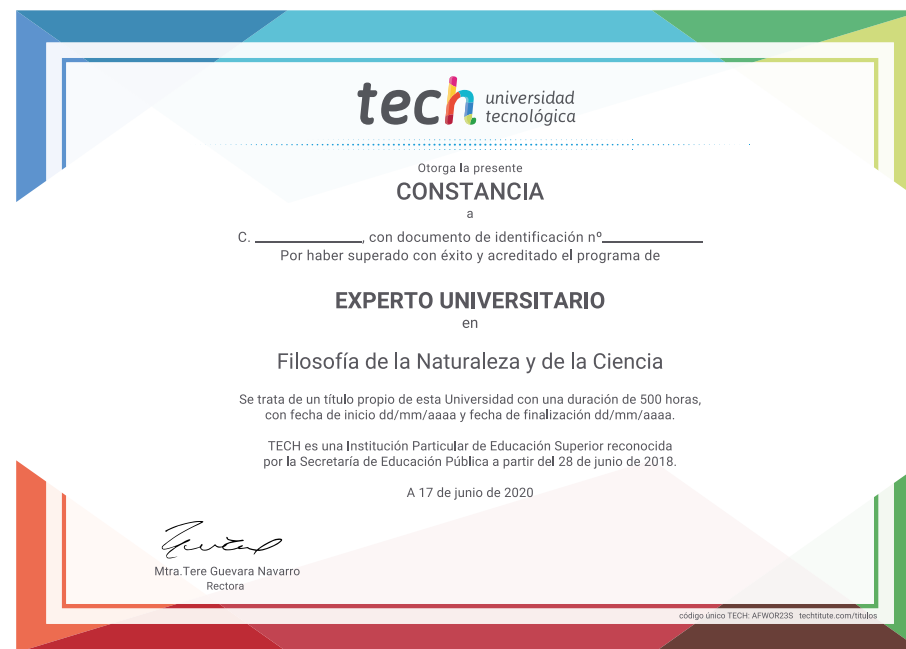 tech universidad
tecnológica
Otorga la presente
CONSTANCIA
a
C. ____________, con documento de identificación nº____________
Por haber superado con éxito y acreditado el programa de
EXPERTO UNIVERSITARIO
en
Filosofía de la Naturaleza y de la Ciencia
Se trata de un título propio de esta Universidad con una duración de 500 horas,
con fecha de inicio dd/mm/aaaa y fecha de finalización dd/mm/aaaa.
TECH es una Institución Particular de Educación Superior reconocida
por la Secretaría de Educación Pública a partir del 28 de junio de 2018.
A 17 de junio de 2020
Mtra.Tere Guevara Navarro
Rectora
código único TECH: AFWOR23S techtitute.com/titulos